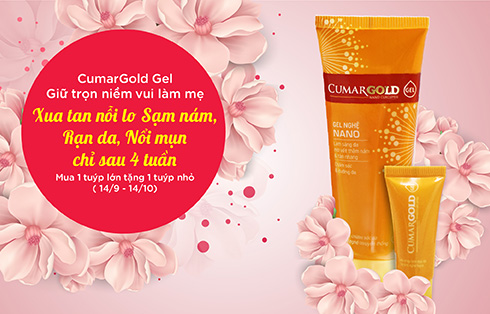 CumarGold Gel
Giữ trọn niềm vui làm mẹ
Xua tan nổi lo Sạm nám,
Rạn da, Nổi mụn
chỉ sau 4 tuần
Mua 1 tuýp lớn tặng 1 tuýp nhỏ
( 14/9 - 14/10)
CUMARGOLD GEL
GEL NGHỆ
NANO
CUMARGOLD